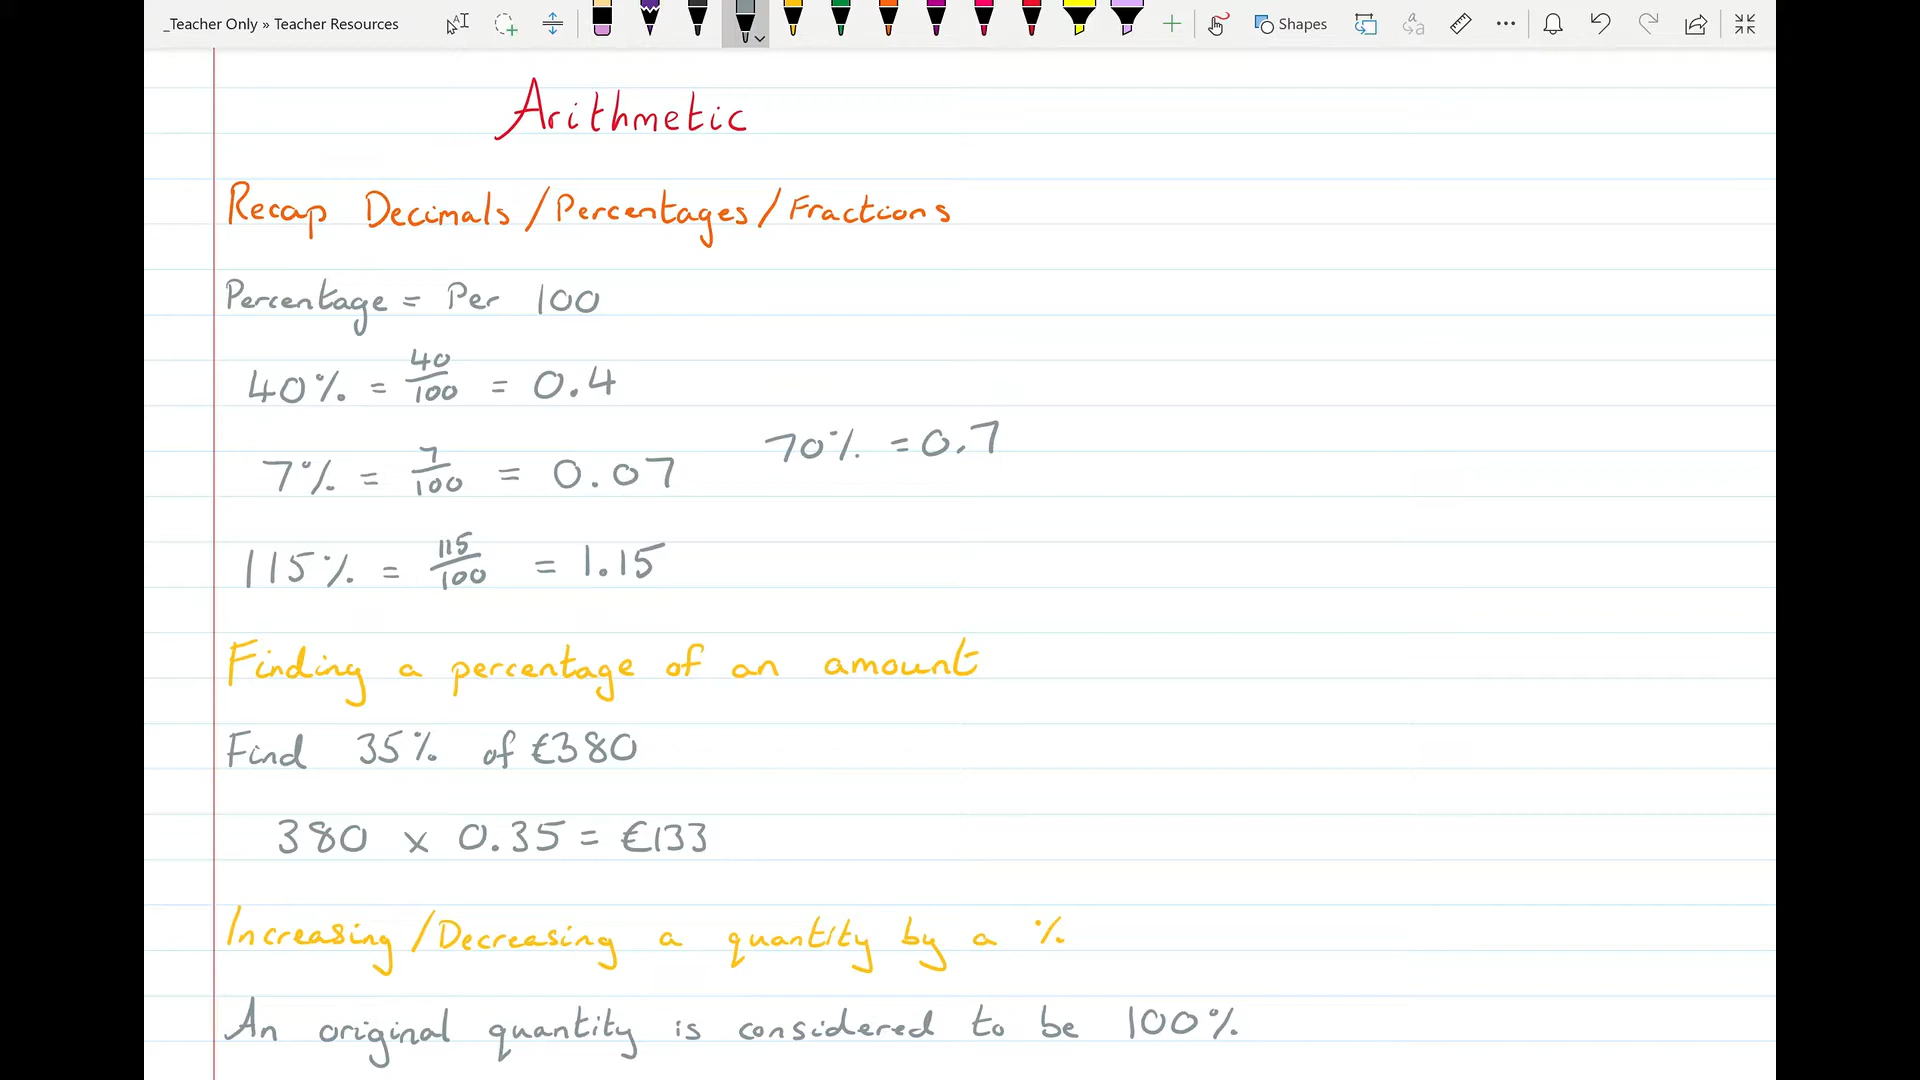 _Teacher Only » Teacher Resources
Shapes
Arithmetic
Recap Decimals/Percentages/Fractions
Percentage = Per 100
40% = 40/100 = 0.4
70% = 0.7
7% = 7/100 = 0.07
115% = 115/100 = 1.15
Finding a percentage of an amount
Find 35% of €380
380 x 0.35 = €133
Increasing/Decreasing a quantity by a %
An original quantity is considered to be 100%